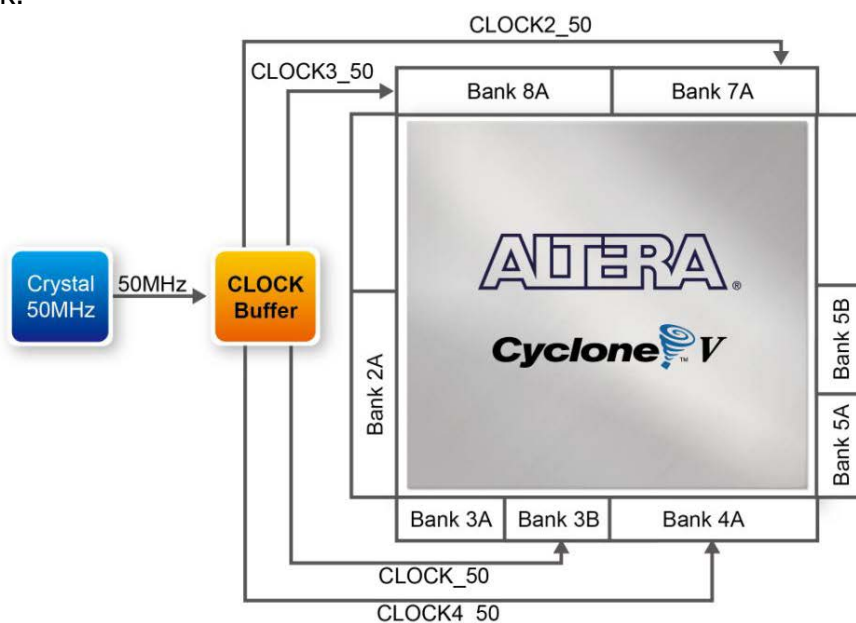 k.
CLOCK2_50
CLOCK3_50
Bank 8A
Bank 7A
Crystal
50MHz
50MHz
CLOCK
Buffer
ALTERA®
Cyclone™ V
Bank 2A
Bank 5B
Bank 5A
Bank 3A
Bank 3B
Bank 4A
CLOCK_50
CLOCK4_50